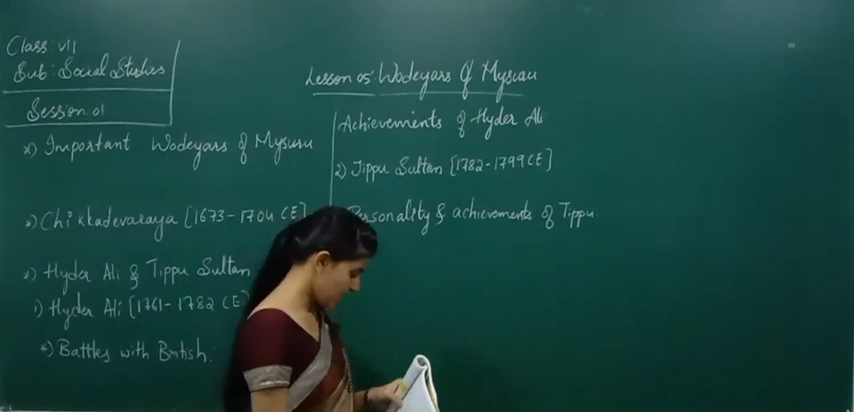 Class: VII
Sub: Social Studies
Session 01
Lesson 05: Wodeyars of Mysuru
*) Important Wodeyars of Mysuru
*) Chikkadevaraya [1673-1704 CE]
*) Hyder Ali & Tippu Sultan
1) Hyder Ali [1761-1782 CE]
*) Battles with British.
Achievements of Hyder Ali
2) Tippu Sultan [1782-1799 CE]
Personality & achievements of Tippu